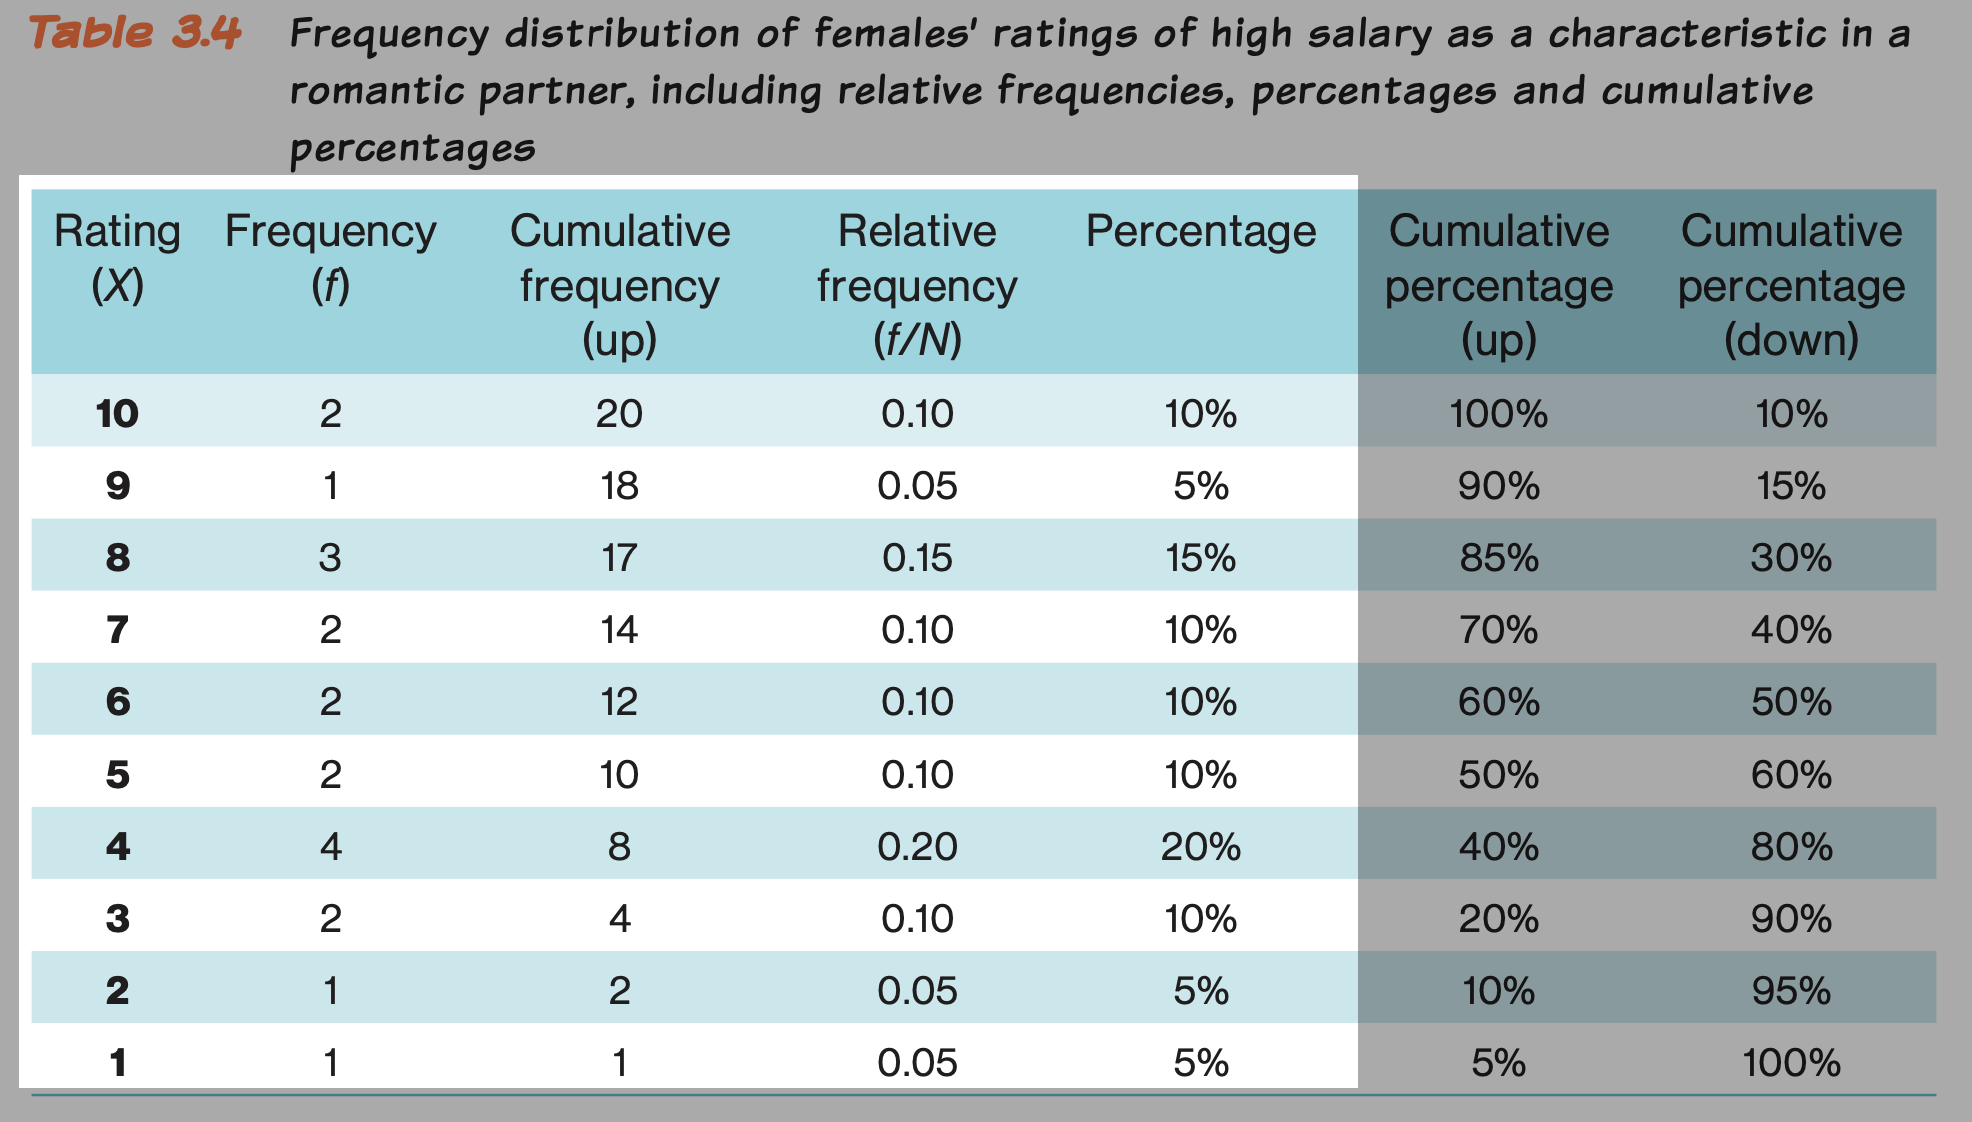 Table 3.4 Frequency distribution of females' ratings of high salary as a characteristic in a
romantic partner, including relative frequencies, percentages and cumulative
percentages
Rating Frequency Cumulative Relative Percentage Cumulative Cumulative
(X) (f) frequency frequency percentage percentage
(up) (f/N) (up) (down)
10 2 20 0.10 10% 100% 10%
9 1 18 0.05 5% 90% 15%
8 3 17 0.15 15% 85% 30%
7 2 14 0.10 10% 70% 40%
6 2 12 0.10 10% 60% 50%
5 2 10 0.10 10% 50% 60%
4 4 8 0.20 20% 40% 80%
3 2 4 0.10 10% 20% 90%
2 1 2 0.05 5% 10% 95%
1 1 1 0.05 5% 5% 100%